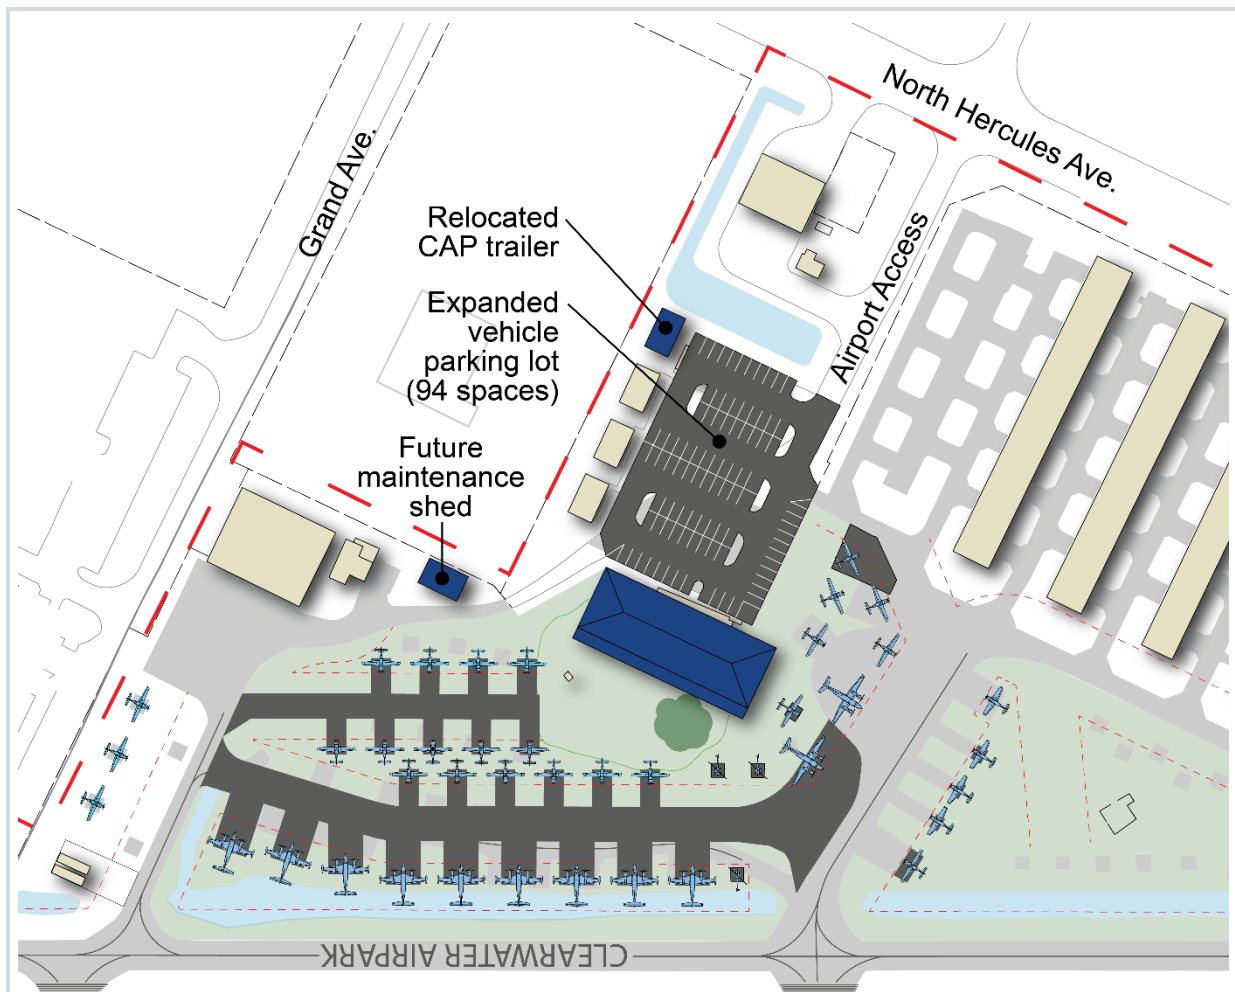 North Hercules Ave.
Grand Ave.
Relocated
CAP trailer
Airport Access
Expanded
vehicle
parking lot
(94 spaces)
Future
maintenance
shed
CLEARWATER AIRPARK